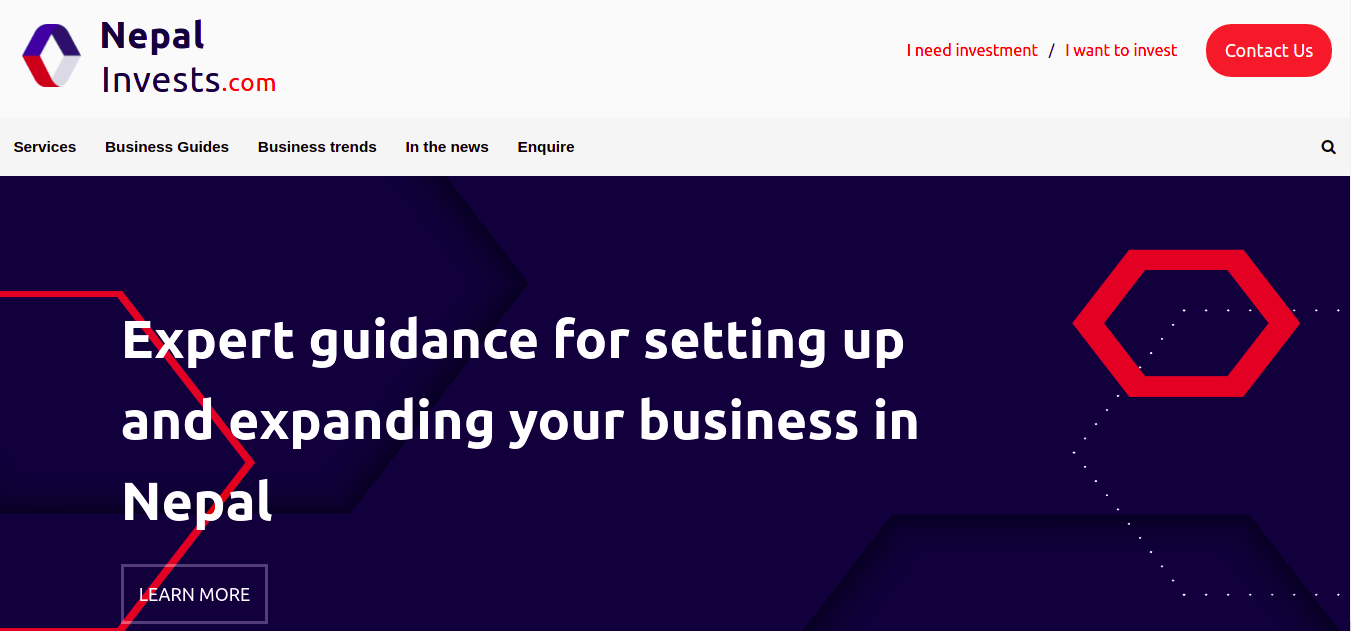 Nepal
Invests.com
I need investment / I want to invest
Contact Us
Services Business Guides Business trends In the news Enquire
Expert guidance for setting up
and expanding your business in
Nepal
LEARN MORE